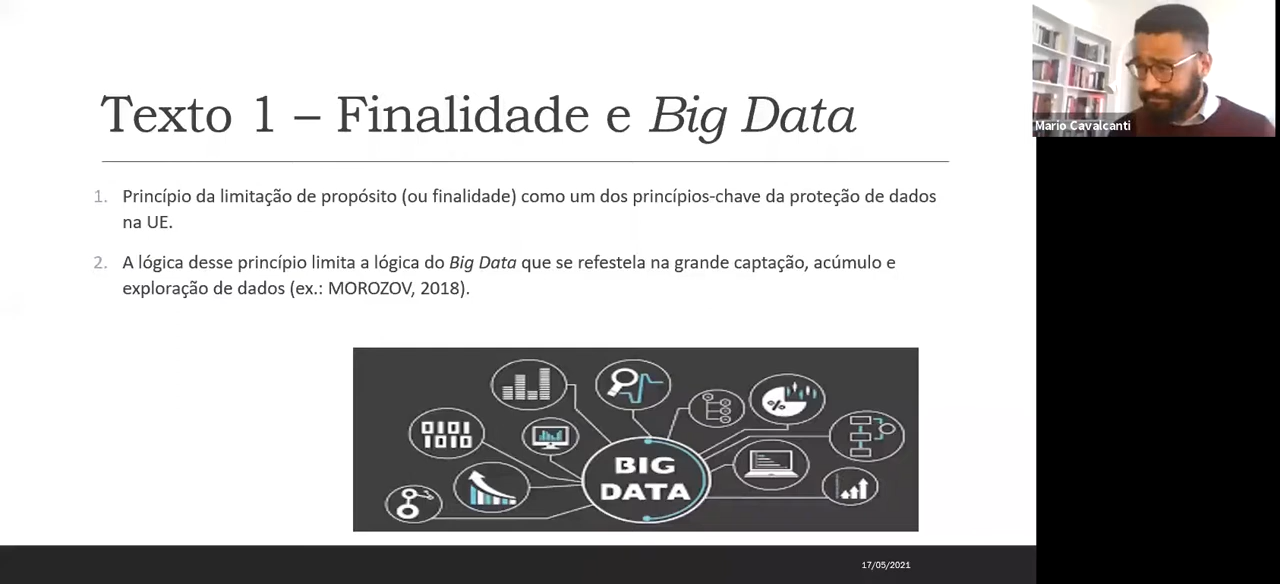 Texto 1 – Finalidade e Big Data
Mario Cavalcanti
1. Princípio da limitação de propósito (ou finalidade) como um dos princípios-chave da proteção de dados
na UE.
2. A lógica desse princípio limita a lógica do Big Data que se refestela na grande captação, acúmulo e
exploração de dados (ex.: MOROZOV, 2018).
0101
1010
%
BIG
DATA
17/05/2021